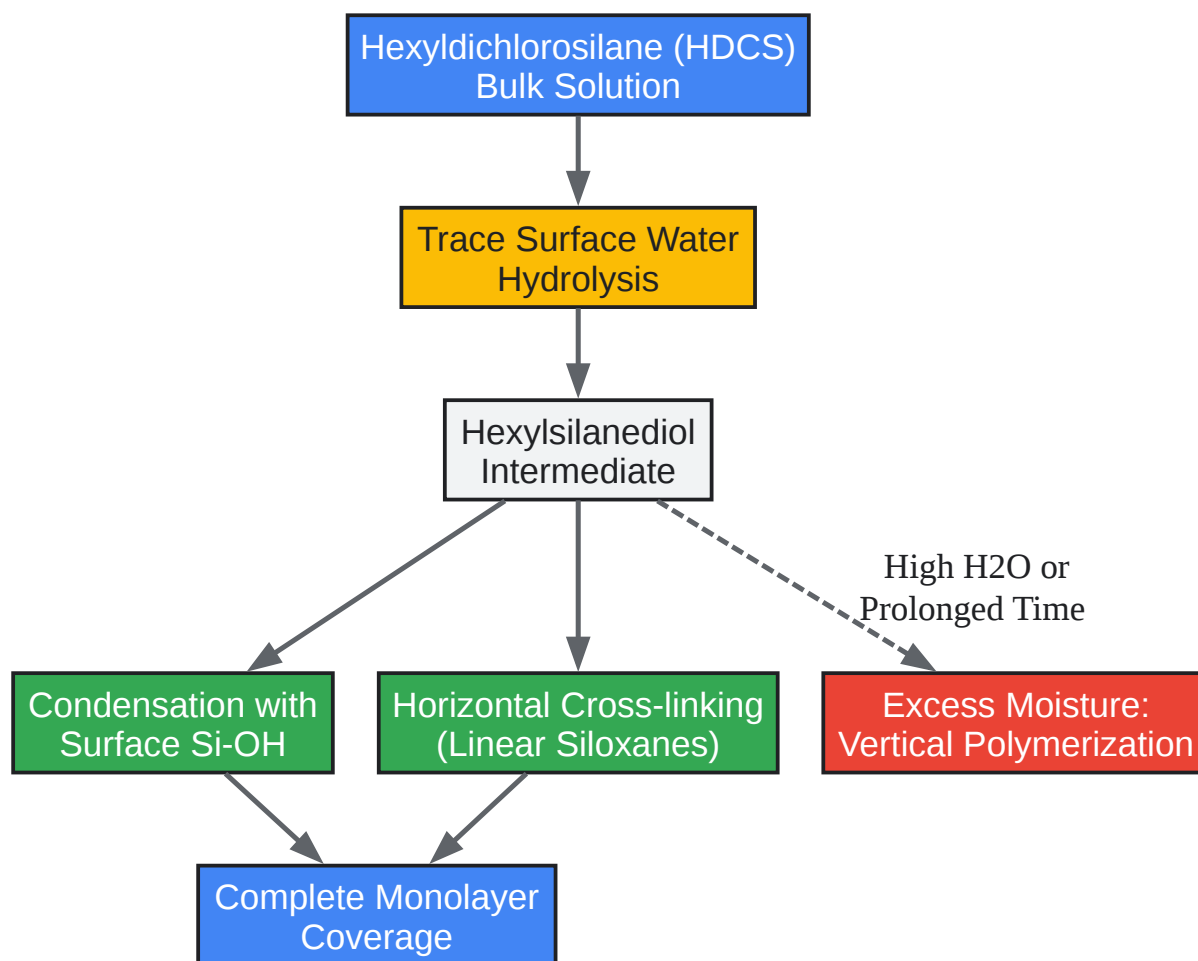 Hexyldichlorosilane (HDCS)
Bulk Solution
Trace Surface Water
Hydrolysis
Hexylsilanediol
Intermediate
High H2O or
Prolonged Time
Condensation with
Surface Si-OH
Horizontal Cross-linking
(Linear Siloxanes)
Excess Moisture:
Vertical Polymerization
Complete Monolayer
Coverage